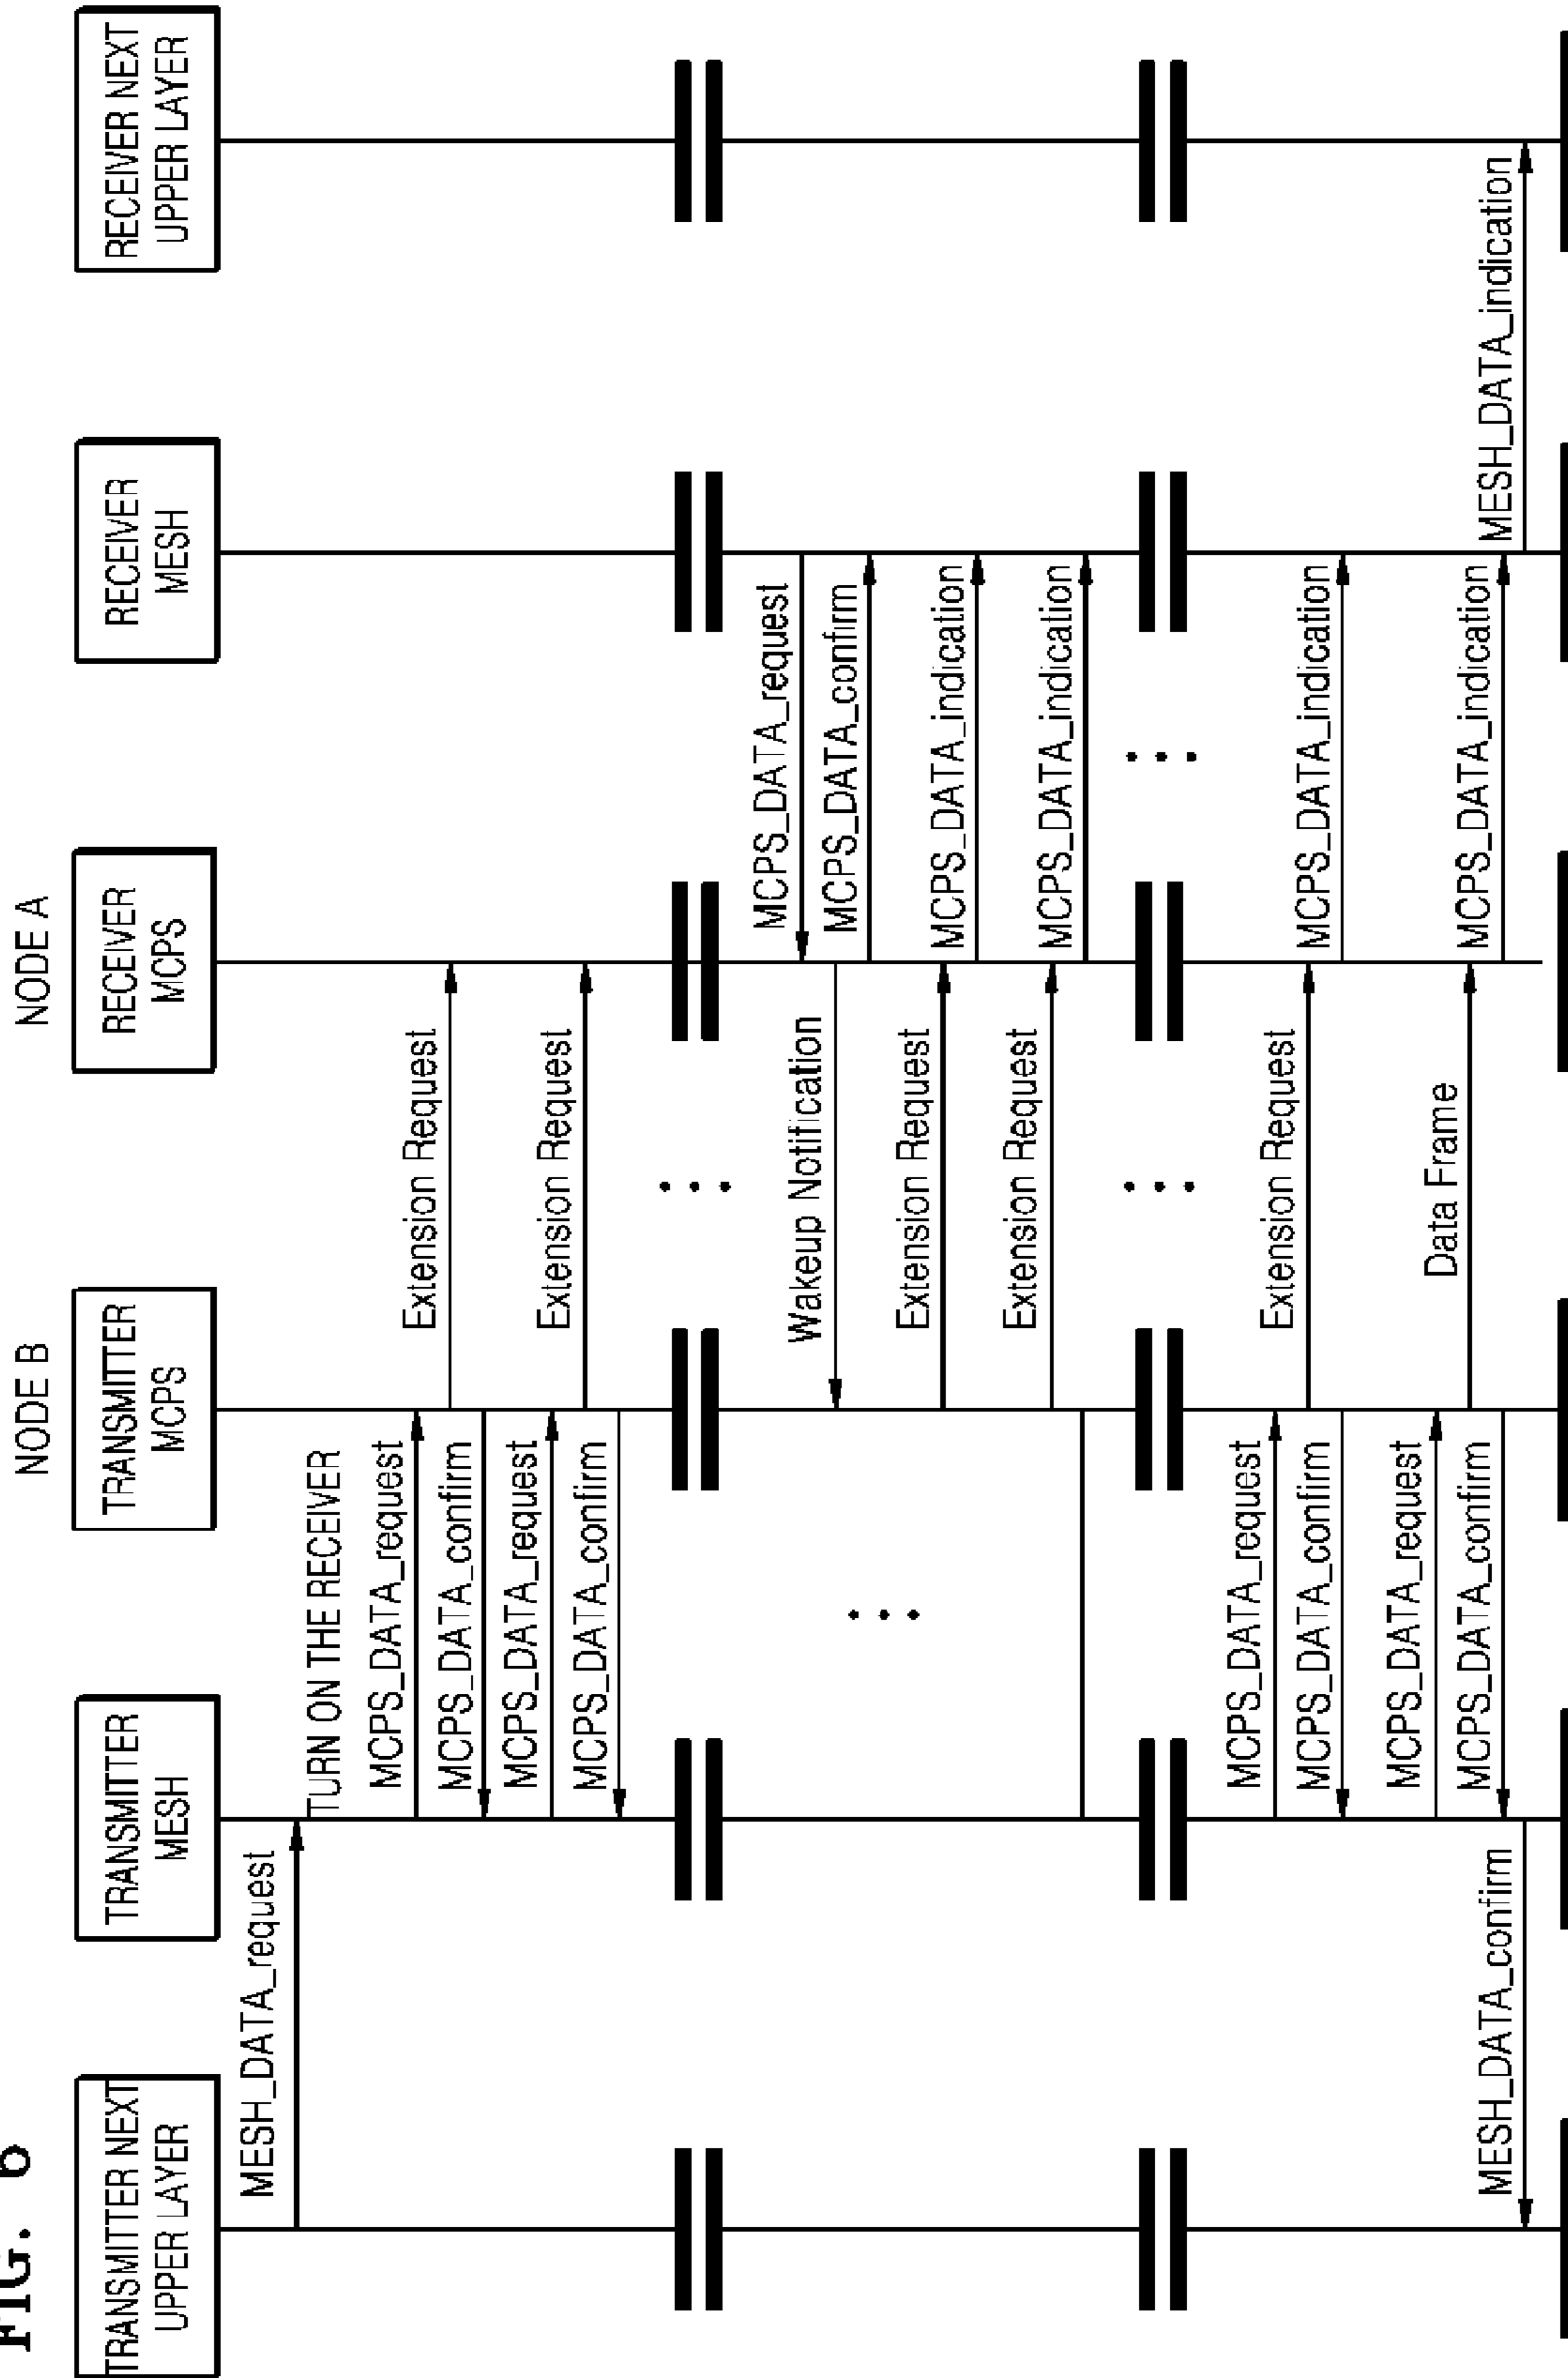 FIG. 6
NODE B
NODE A
TRANSMITTER NEXT
UPPER LAYER
TRANSMITTER
MESH
TRANSMITTER
MCPS
RECEIVER
MCPS
RECEIVER
MESH
RECEIVER NEXT
UPPER LAYER
MESH_DATA_request
TURN ON THE RECEIVER
MCPS_DATA_request
Extension Request
MCPS_DATA_confirm
MCPS_DATA_request
Extension Request
MCPS_DATA_confirm
MCPS_DATA_request
Wakeup Notification
MCPS_DATA_confirm
Extension Request
MCPS_DATA_indication
Extension Request
MCPS_DATA_indication
MCPS_DATA_request
Extension Request
MCPS_DATA_confirm
MCPS_DATA_indication
MCPS_DATA_request
Data Frame
MCPS_DATA_confirm
MCPS_DATA_indication
MESH_DATA_confirm
MESH_DATA_indication